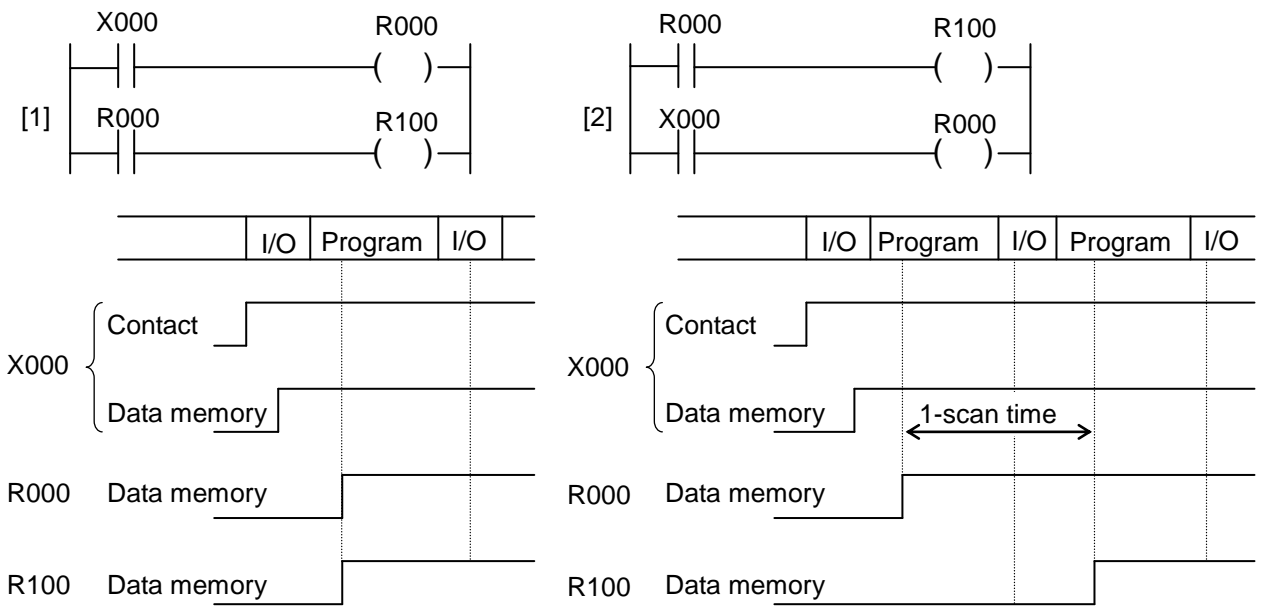 X000 R000
[1] R000 R100
R000 R100
[2] X000 R000
I/O Program I/O
X000 Contact
Data memory
R000 Data memory
R100 Data memory
I/O Program I/O Program I/O
X000 Contact
Data memory 1-scan time
R000 Data memory
R100 Data memory